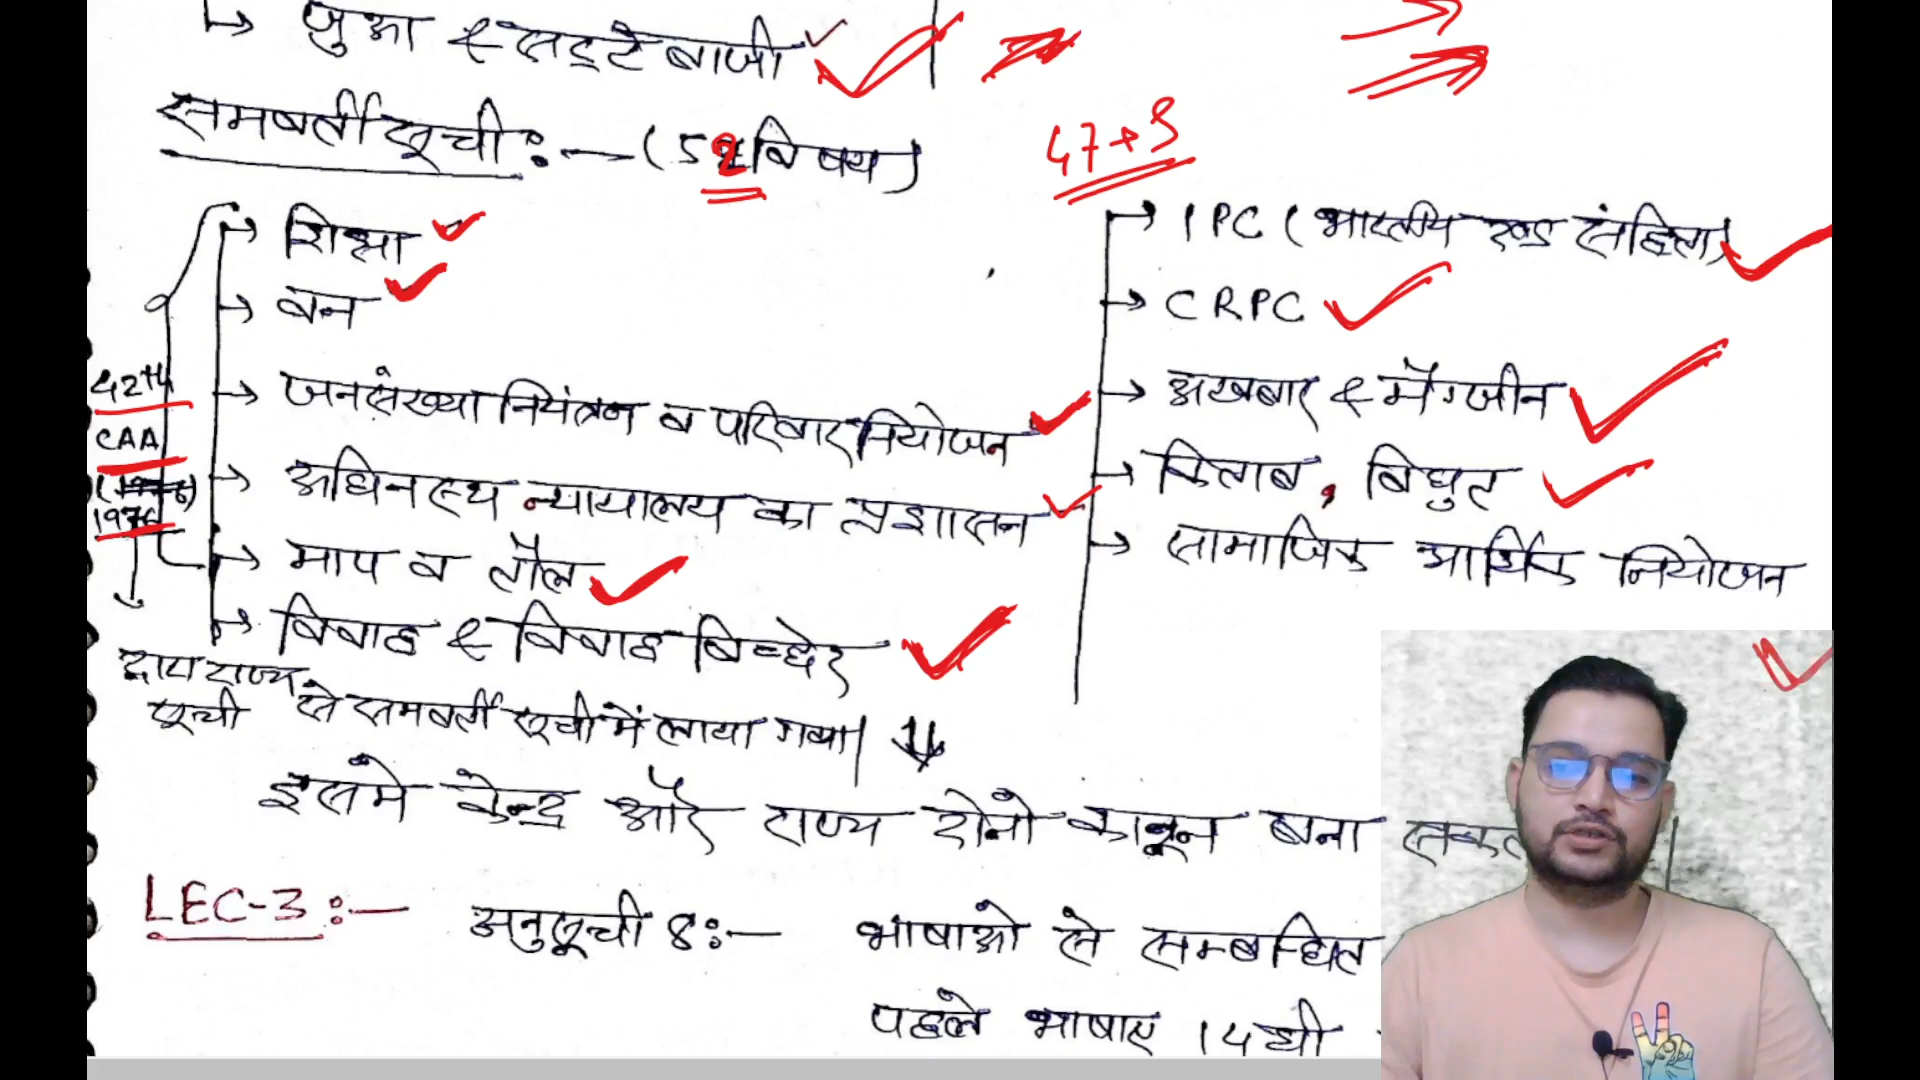 ↳ जुआ & सट्टेबाजी
समवर्ती सूची :— (52 विषय)
47+5
→ शिक्षा
→ वन
→ जनसंख्या नियंत्रण व परिवार नियोजन
→ अधिनस्थ न्यायालय का प्रशासन
→ माप व तौल
→ विवाह & विवाह विच्छेद
42th
CAA
1976
द्वारा राज्य
सूची से समवर्ती सूची में लाया गया।
→ IPC (भारतीय दण्ड संहिता)
→ CRPC
→ अखबार & मैग्जीन
→ किताब, विधुत
→ सामाजिक आर्थिक नियोजन
इसमे केन्द्र और राज्य दोनो कानून बना
LEC-3 :— अनुसूची 8 :— भाषाओ से सम्बन्धित
पहले भाषाए 14 थी